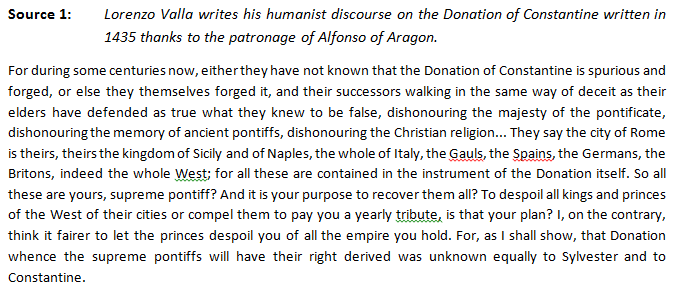 Source 1: Lorenzo Valla writes his humanist discourse on the Donation of Constantine written in
1435 thanks to the patronage of Alfonso of Aragon.
For during some centuries now, either they have not known that the Donation of Constantine is spurious and
forged, or else they themselves forged it, and their successors walking in the same way of deceit as their
elders have defended as true what they knew to be false, dishonouring the majesty of the pontificate,
dishonouring the memory of ancient pontiffs, dishonouring the Christian religion... They say the city of Rome
is theirs, theirs the kingdom of Sicily and of Naples, the whole of Italy, the Gauls, the Spains, the Germans, the
Britons, indeed the whole West; for all these are contained in the instrument of the Donation itself. So all
these are yours, supreme pontiff? And it is your purpose to recover them all? To despoil all kings and princes
of the West of their cities or compel them to pay you a yearly tribute, is that your plan? I, on the contrary,
think it fairer to let the princes despoil you of all the empire you hold. For, as I shall show, that Donation
whence the supreme pontiffs will have their right derived was unknown equally to Sylvester and to
Constantine.